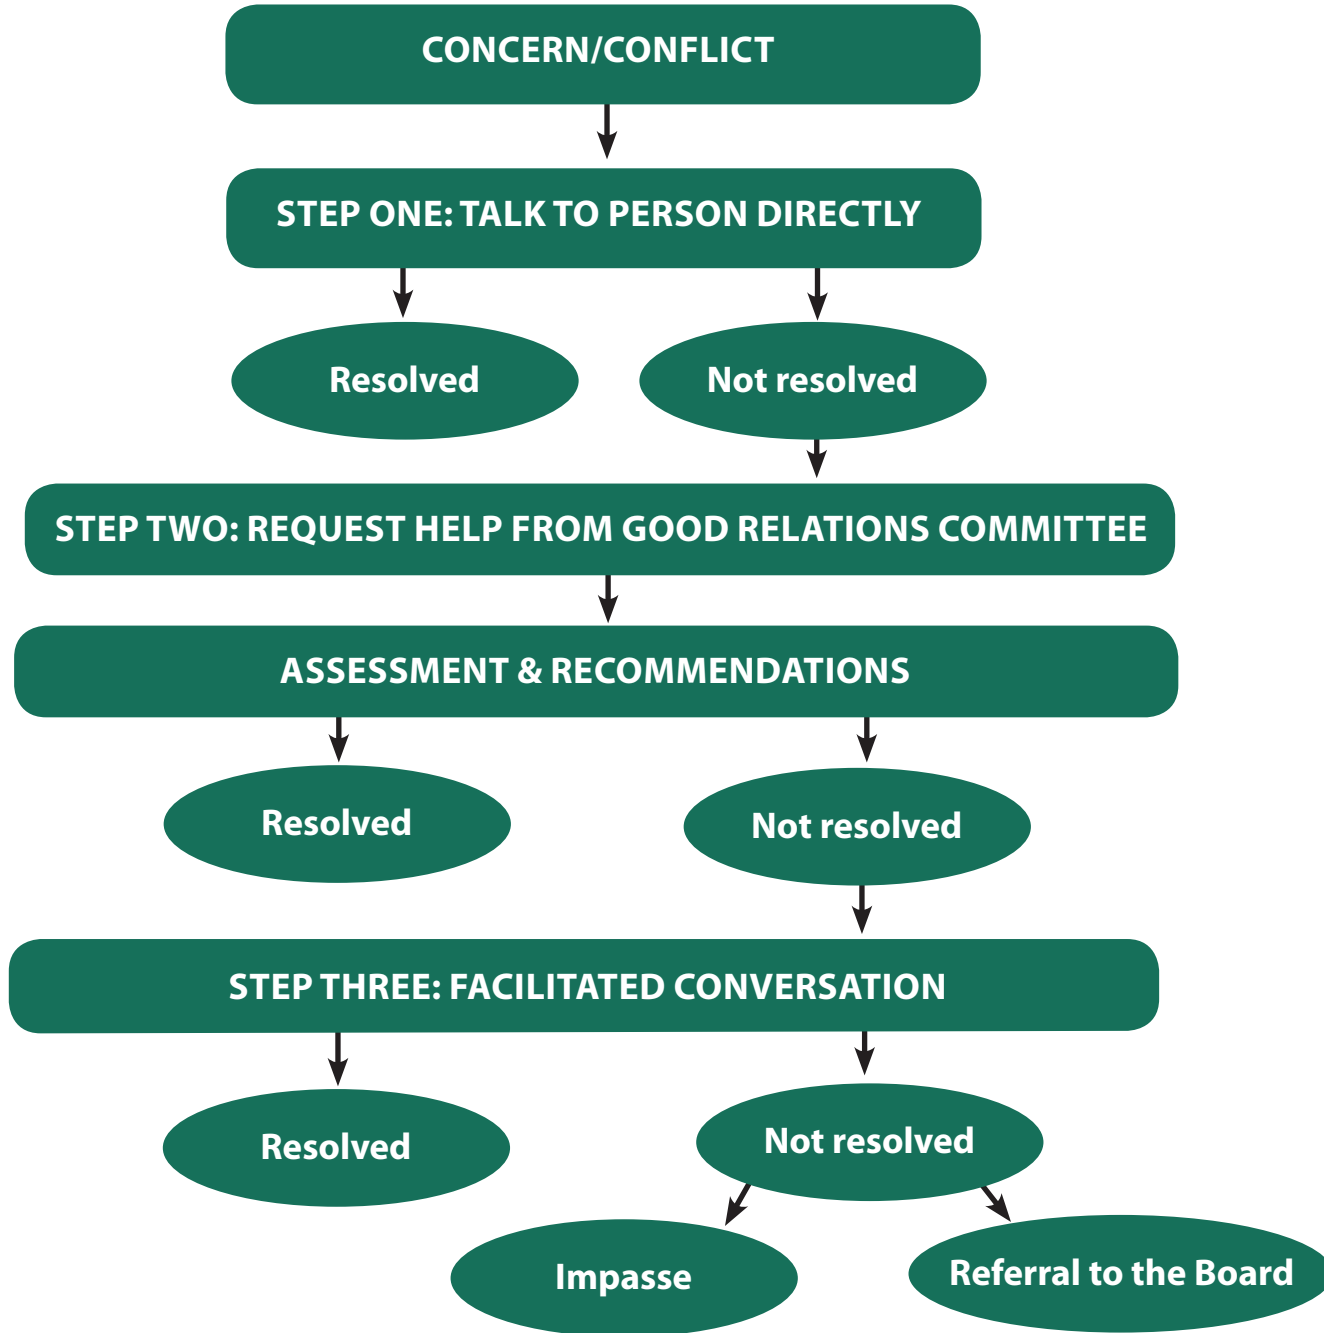 CONCERN/CONFLICT
STEP ONE: TALK TO PERSON DIRECTLY
Resolved
Not resolved
STEP TWO: REQUEST HELP FROM GOOD RELATIONS COMMITTEE
ASSESSMENT & RECOMMENDATIONS
Resolved
Not resolved
STEP THREE: FACILITATED CONVERSATION
Resolved
Not resolved
Impasse
Referral to the Board